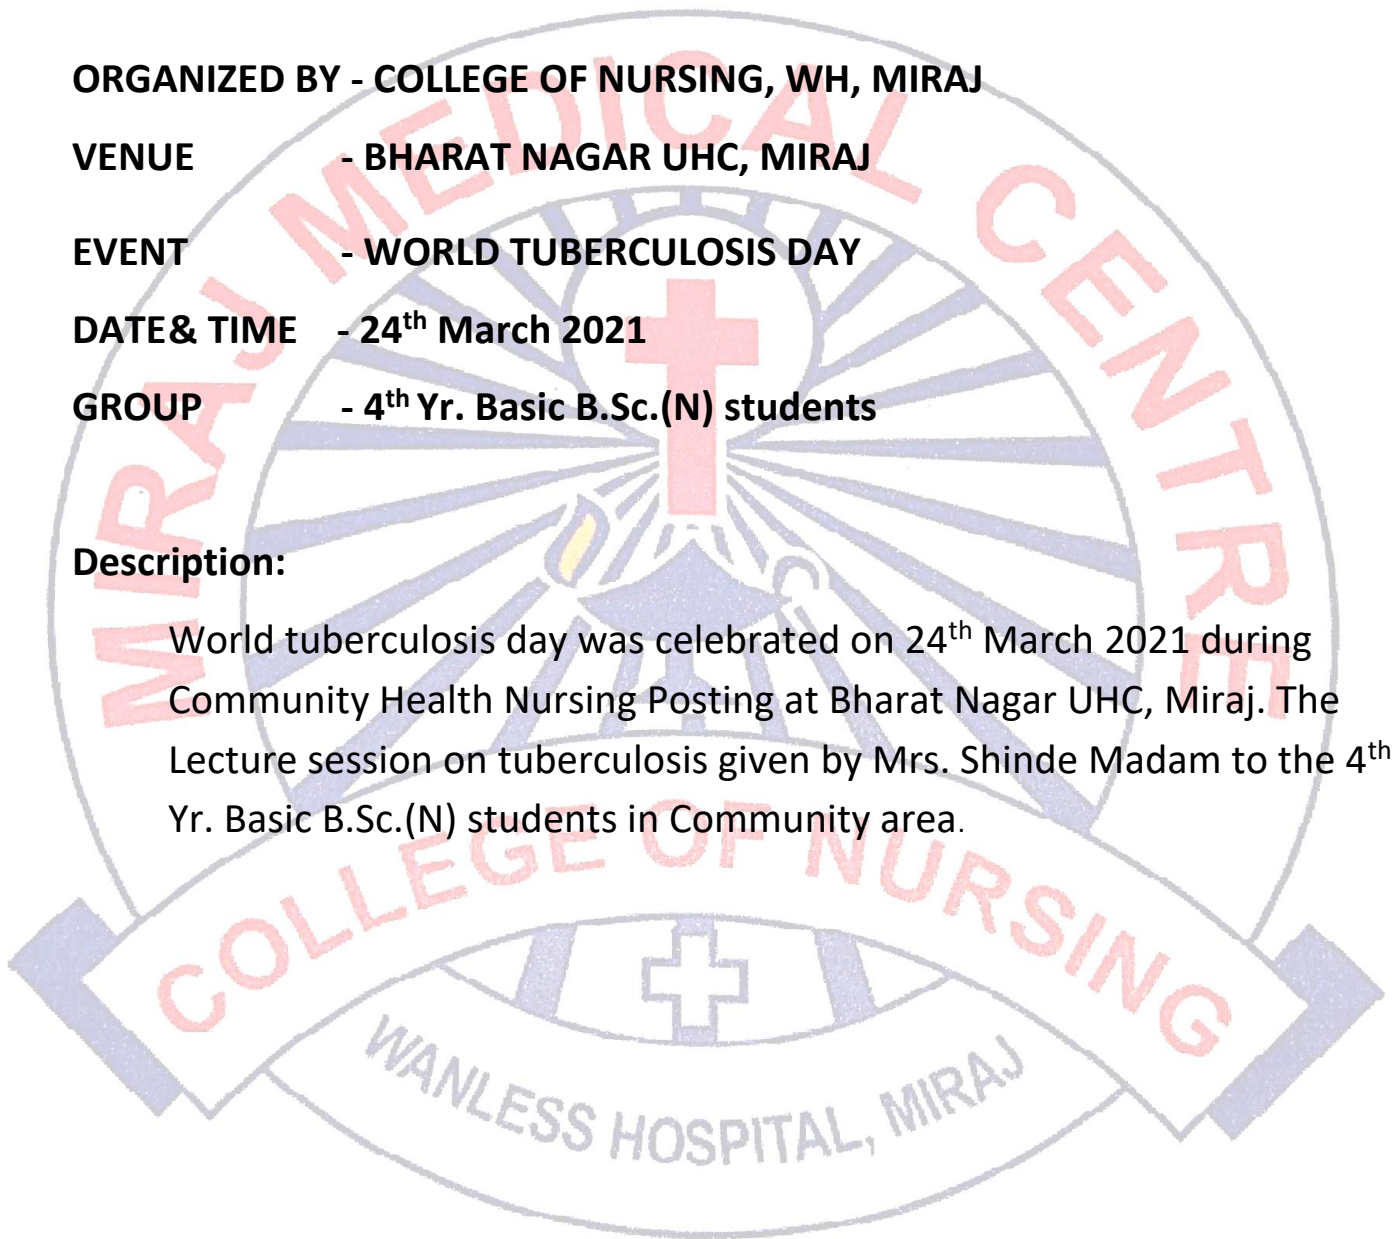 ORGANIZED BY - COLLEGE OF NURSING, WH, MIRAJ
VENUE - BHARAT NAGAR UHC, MIRAJ
EVENT - WORLD TUBERCULOSIS DAY
DATE& TIME - 24th March 2021
GROUP - 4th Yr. Basic B.Sc.(N) students
Description:
World tuberculosis day was celebrated on 24th March 2021 during
Community Health Nursing Posting at Bharat Nagar UHC, Miraj. The
Lecture session on tuberculosis given by Mrs. Shinde Madam to the 4th
Yr. Basic B.Sc.(N) students in Community area.
MIRAJ MEDICAL CENTRE
COLLEGE OF NURSING
WANLESS HOSPITAL, MIRAJ